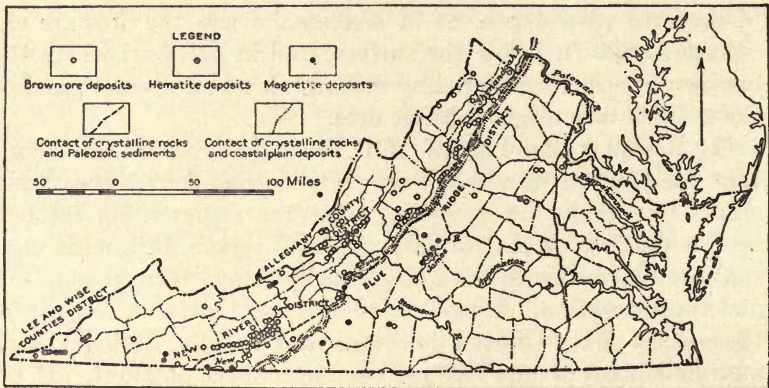 LEGEND
Brown ore deposits
Hematite deposits
Magnetite deposits
Contact of crystalline rocks
and Paleozoic sediments
Contact of crystalline rocks
and coastal plain deposits
50 0 50 100 Miles
N
Potomac
DISTRICT
RIDGE
BLUE
ALLEGHANY COUNTY
DISTRICT
James
Appomattox
LEE AND WISE
COUNTIES DISTRICT
NEW RIVER DISTRICT
New